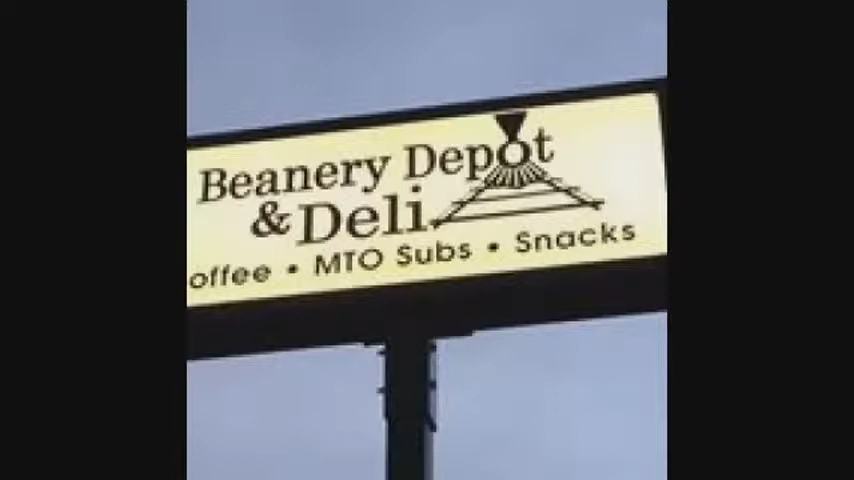 Beanery Depot
& Deli
offee • MTO Subs • Snacks